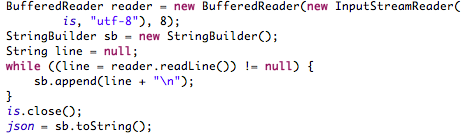 BufferedReader reader = new BufferedReader(new InputStreamReader(
is, "utf-8"), 8);
StringBuilder sb = new StringBuilder();
String line = null;
while ((line = reader.readLine()) != null) {
sb.append(line + "\n");
}
is.close();
json = sb.toString();